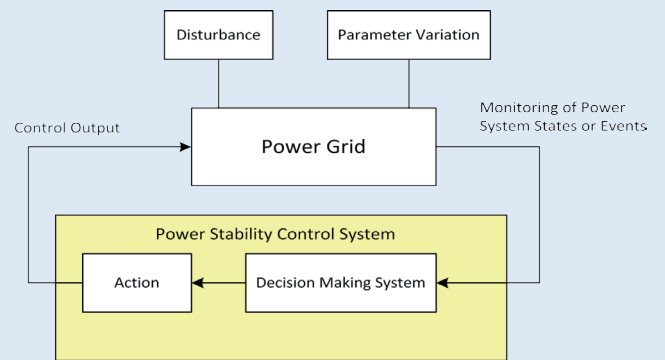 Disturbance
Parameter Variation
Monitoring of Power
System States or Events.
Control Output
Power Grid
Power Stability Control System
Action
Decision Making System